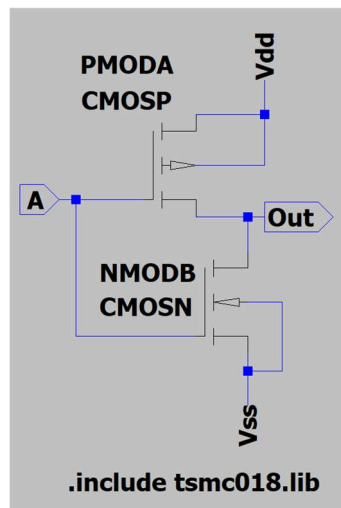 Vdd
PMODA
CMOSP
A
Out
NMODB
CMOSN
Vss
.include tsmc018.lib